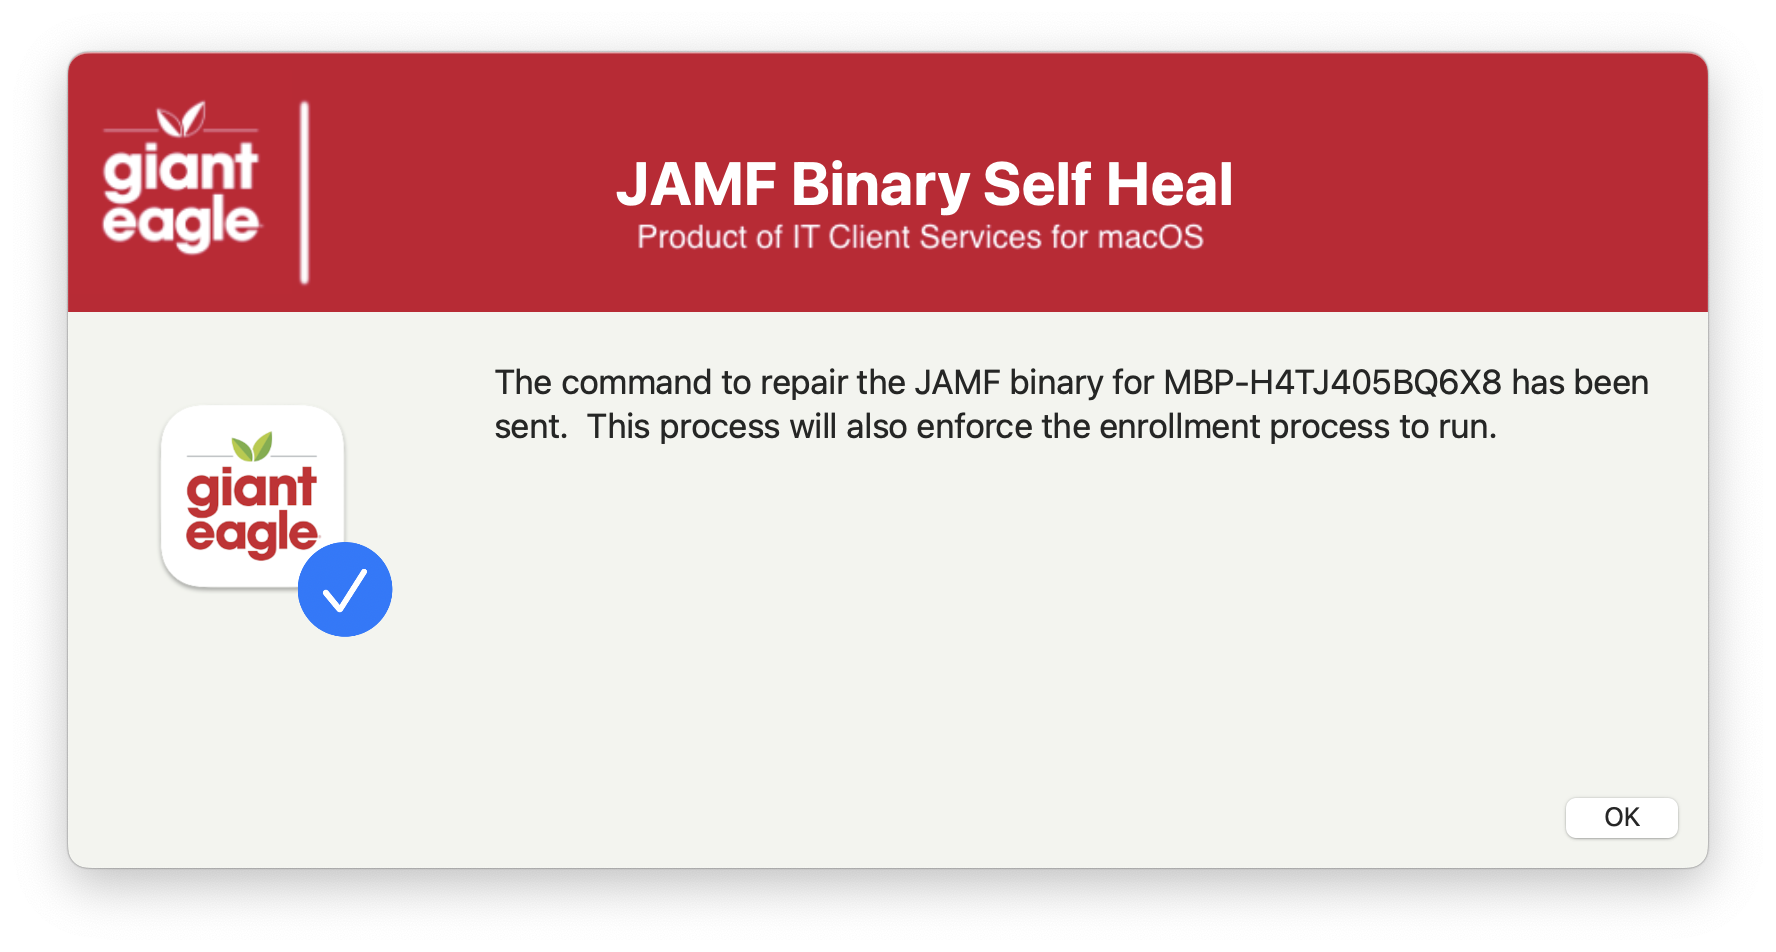 giant
eagle
JAMF Binary Self Heal
Product of IT Client Services for macOS
The command to repair the JAMF binary for MBP-H4TJ405BQ6X8 has been
sent.  This process will also enforce the enrollment process to run.
giant
eagle
OK